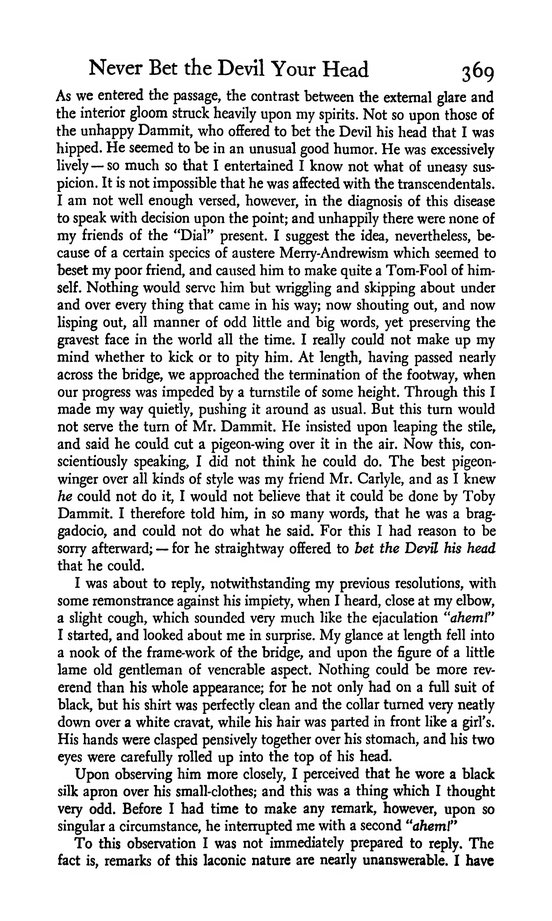 Never Bet the Devil Your Head 369
As we entered the passage, the contrast between the external glare and
the interior gloom struck heavily upon my spirits. Not so upon those of
the unhappy Dammit, who offered to bet the Devil his head that I was
hipped. He seemed to be in an unusual good humor. He was excessively
lively — so much so that I entertained I know not what of uneasy sus-
picion. It is not impossible that he was affected with the transcendentals.
I am not well enough versed, however, in the diagnosis of this disease
to speak with decision upon the point; and unhappily there were none of
my friends of the "Dial" present. I suggest the idea, nevertheless, be-
cause of a certain species of austere Merry-Andrewism which seemed to
beset my poor friend, and caused him to make quite a Tom-Fool of him-
self. Nothing would serve him but wriggling and skipping about under
and over every thing that came in his way; now shouting out, and now
lisping out, all manner of odd little and big words, yet preserving the
gravest face in the world all the time. I really could not make up my
mind whether to kick or to pity him. At length, having passed nearly
across the bridge, we approached the termination of the footway, when
our progress was impeded by a turnstile of some height. Through this I
made my way quietly, pushing it around as usual. But this turn would
not serve the turn of Mr. Dammit. He insisted upon leaping the stile,
and said he could cut a pigeon-wing over it in the air. Now this, con-
scientiously speaking, I did not think he could do. The best pigeon-
winger over all kinds of style was my friend Mr. Carlyle, and as I knew
he could not do it, I would not believe that it could be done by Toby
Dammit. I therefore told him, in so many words, that he was a brag-
gadocio, and could not do what he said. For this I had reason to be
sorry afterward; — for he straightway offered to bet the Devil his head
that he could.
I was about to reply, notwithstanding my previous resolutions, with
some remonstrance against his impiety, when I heard, close at my elbow,
a slight cough, which sounded very much like the ejaculation "ahem!"
I started, and looked about me in surprise. My glance at length fell into
a nook of the frame-work of the bridge, and upon the figure of a little
lame old gentleman of venerable aspect. Nothing could be more rev-
erend than his whole appearance; for he not only had on a full suit of
black, but his shirt was perfectly clean and the collar turned very neatly
down over a white cravat, while his hair was parted in front like a girl's.
His hands were clasped pensively together over his stomach, and his two
eyes were carefully rolled up into the top of his head.
Upon observing him more closely, I perceived that he wore a black
silk apron over his small-clothes; and this was a thing which I thought
very odd. Before I had time to make any remark, however, upon so
singular a circumstance, he interrupted me with a second "ahem!"
To this observation I was not immediately prepared to reply. The
fact is, remarks of this laconic nature are nearly unanswerable. I have